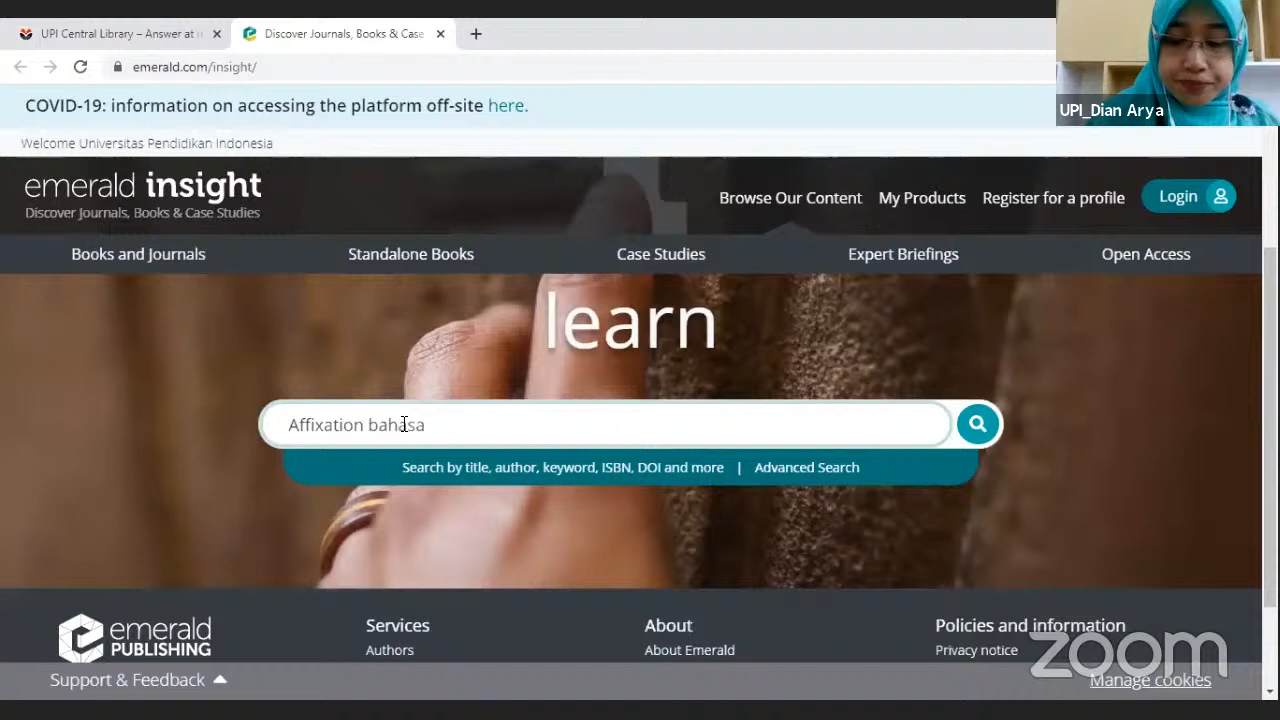 UPI Central Library – Answer at
Discover Journals, Books & Case
emerald.com/insight/
COVID-19: information on accessing the platform off-site here.
UPI_Dian Arya
Welcome Universitas Pendidikan Indonesia
emerald insight
Discover Journals, Books & Case Studies
Browse Our Content
My Products
Register for a profile
Login
Books and Journals
Standalone Books
Case Studies
Expert Briefings
Open Access
learn
Affixation bahasa
Search by title, author, keyword, ISBN, DOI and more | Advanced Search
emerald
PUBLISHING
Services
Authors
About
About Emerald
Policies and information
Privacy notice
zoom
Support & Feedback
Manage cookies